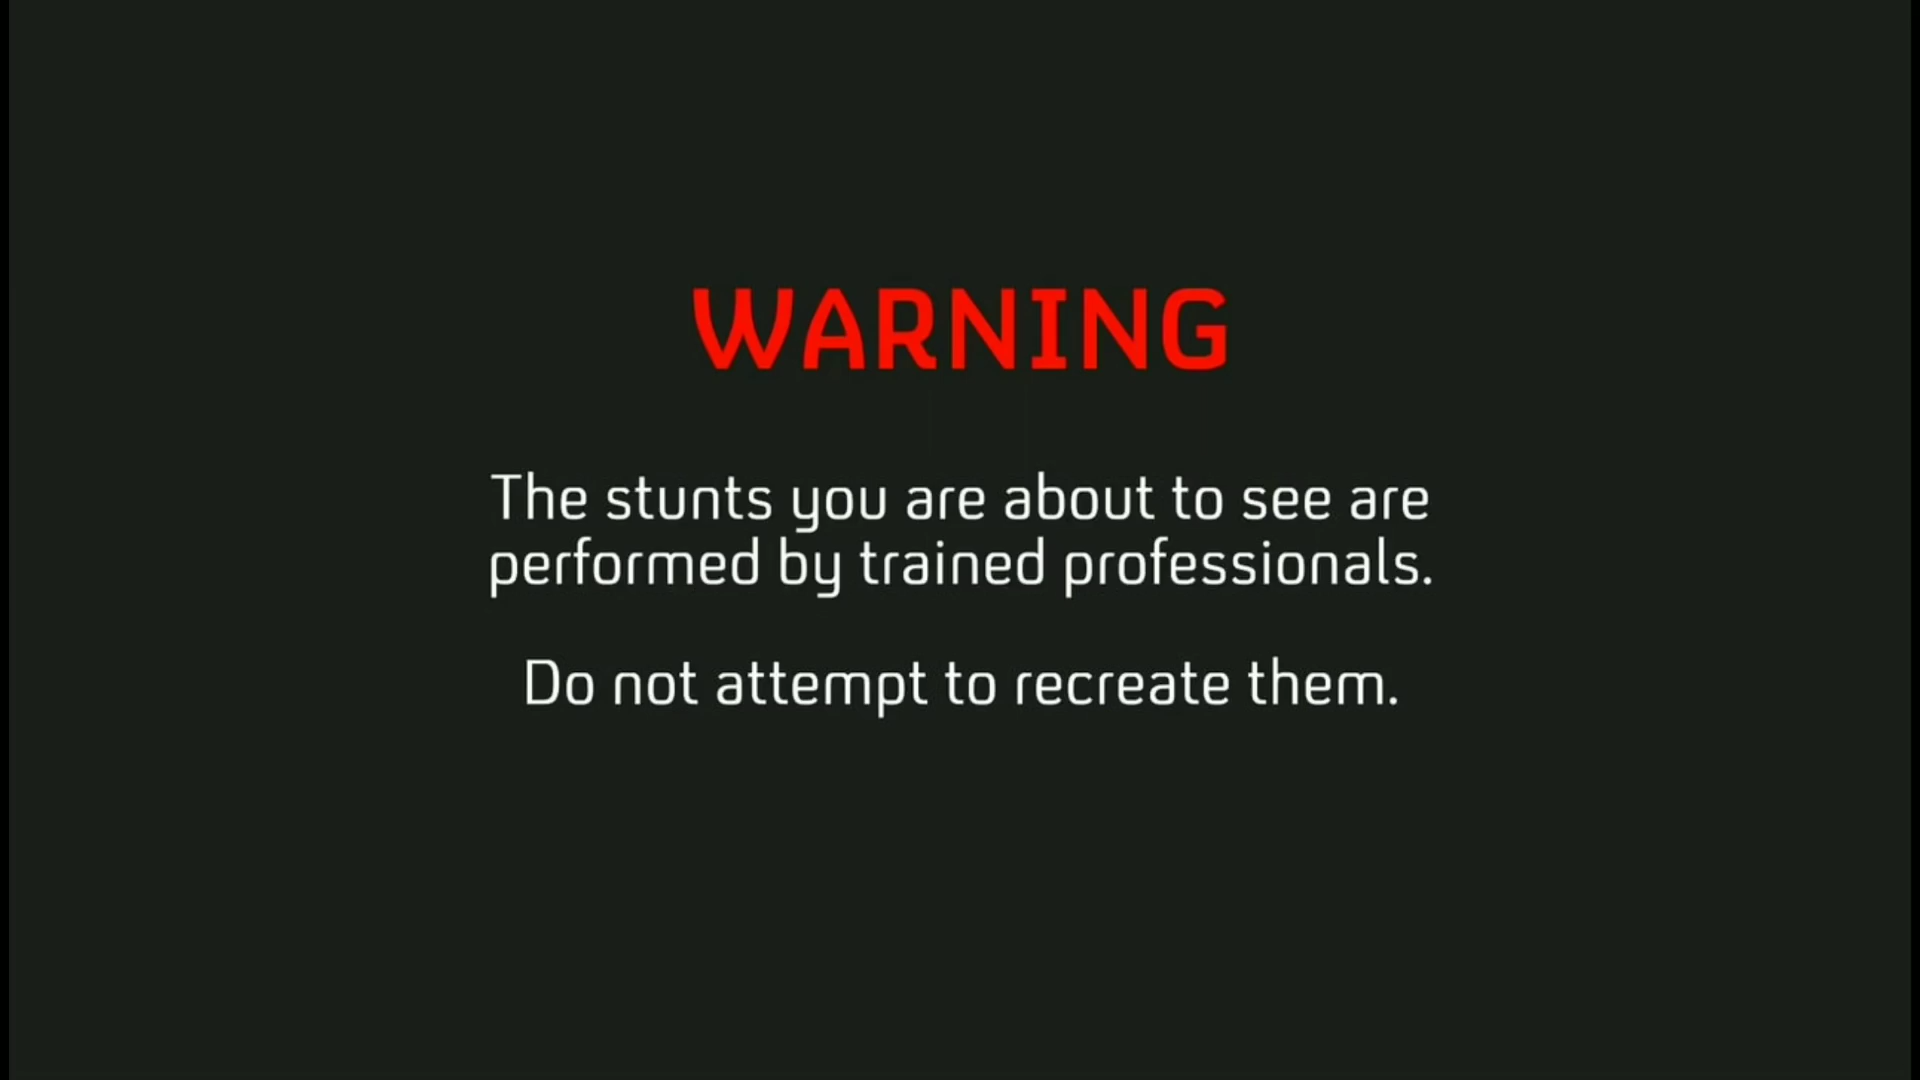 WARNING
The stunts you are about to see are
performed by trained professionals.
Do not attempt to recreate them.